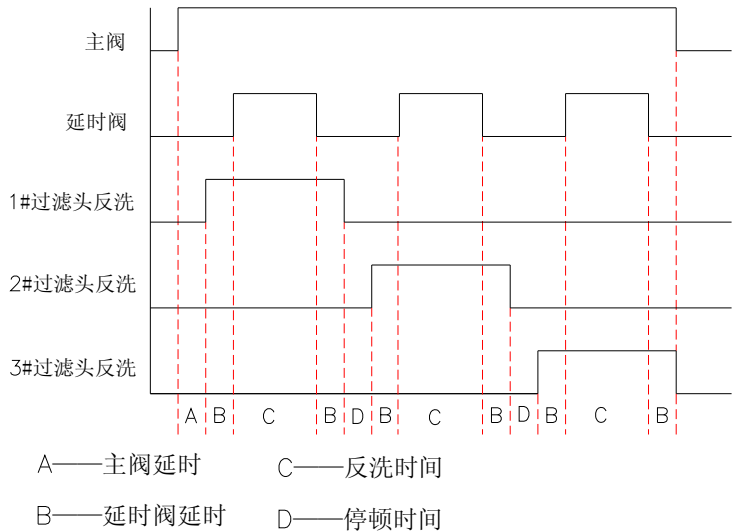 主阀
延时阀
1#过滤头反洗
2#过滤头反洗
3#过滤头反洗
A B C B D B C B D B C B
A——主阀延时 C——反洗时间
B——延时阀延时 D——停顿时间